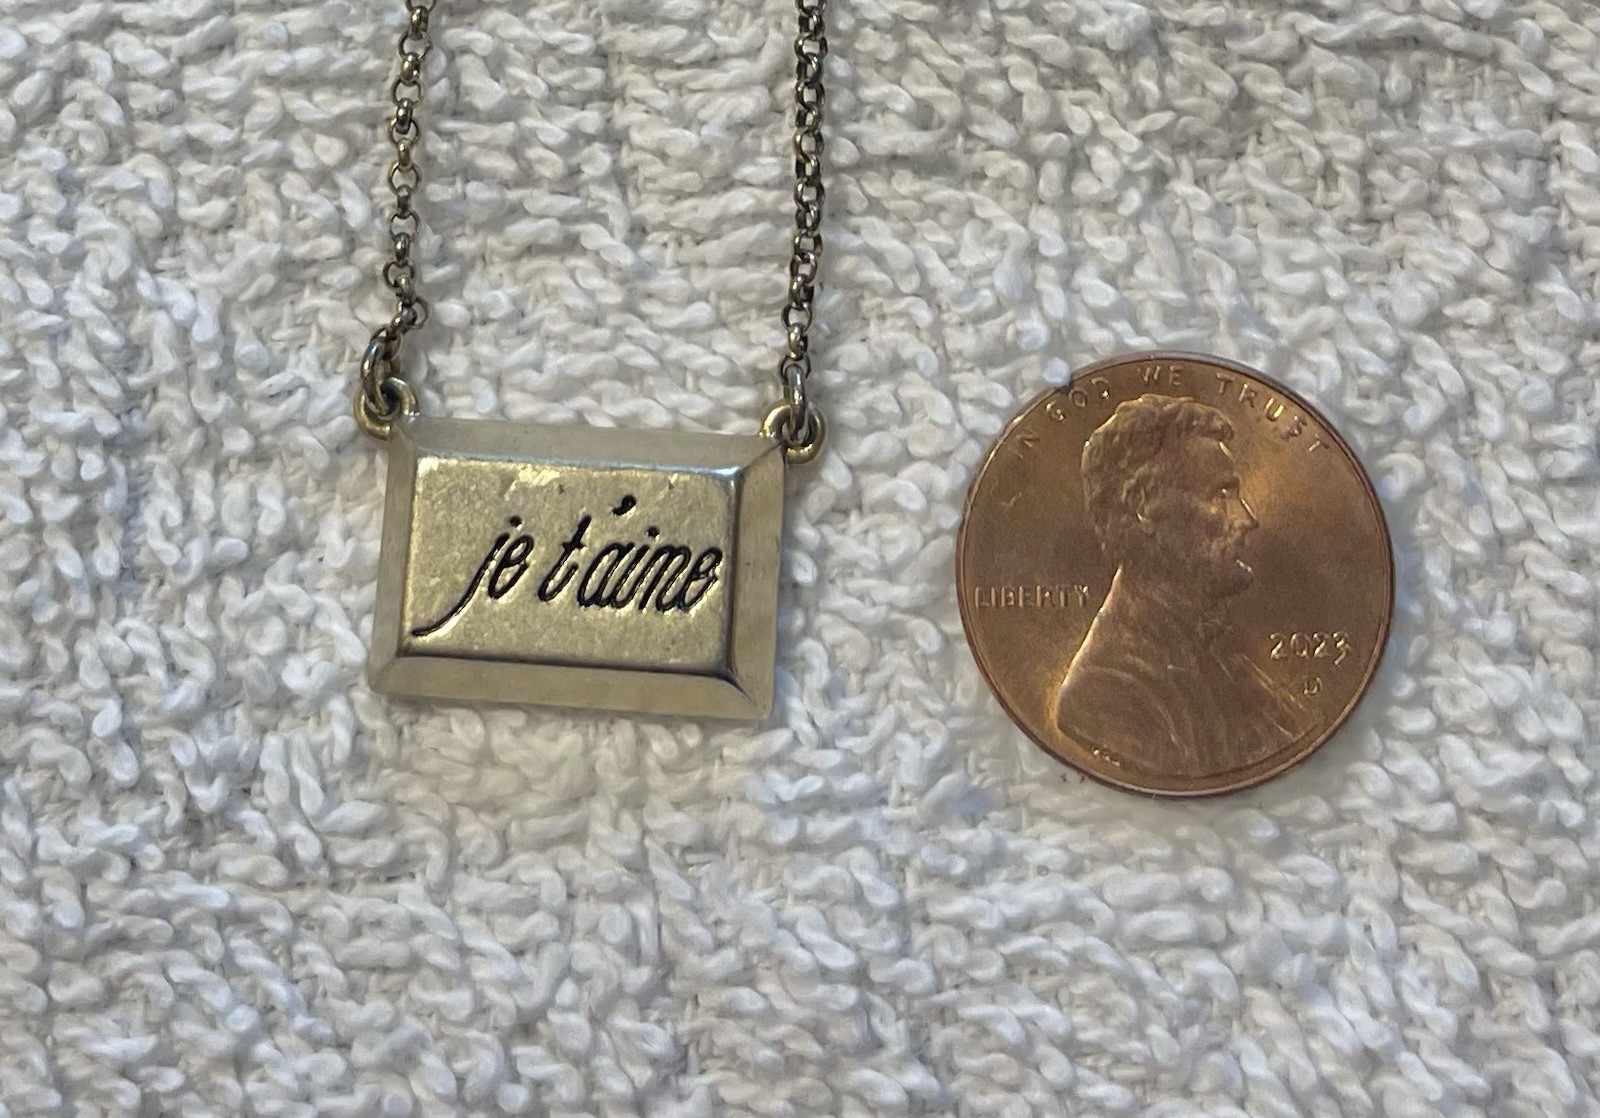 je t'aime
IN GOD WE TRUST
LIBERTY
2023
D